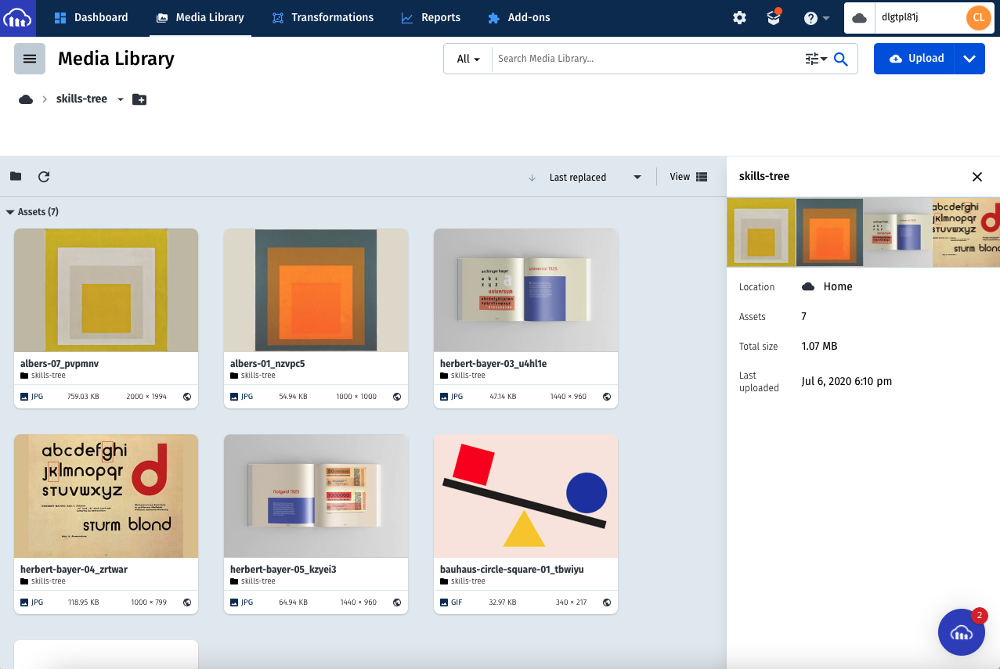 Dashboard
Media Library
Transformations
Reports
Add-ons
dlgtpl81j
CL
Media Library
All
Search Media Library...
Upload
skills-tree
Last replaced
View
Assets (7)
skills-tree
albers-07_pvpmnv
skills-tree
JPG 759.03 KB 2000 × 1994
albers-01_nzvpc5
skills-tree
JPG 54.94 KB 1000 × 1000
archirype bayer
a b c
x y z
a
universum
universal 1925
herbert-bayer-03_u4hl1e
skills-tree
JPG 47.14 KB 1440 × 960
abcdefghi
jklmnopqr
sTUVWXYZ
d
sTurm blond
herbert-bayer-04_zrtwar
skills-tree
JPG 118.95 KB 1000 × 799
notgeld 1923
herbert-bayer-05_kzyei3
skills-tree
JPG 64.94 KB 1440 × 960
bauhaus-circle-square-01_tbwiyu
skills-tree
GIF 32.97 KB 340 × 217
abcdefghi
jklmnopqr
sTUVWXYZ
sTurm blond
Location Home
Assets 7
Total size 1.07 MB
Last
uploaded Jul 6, 2020 6:10 pm
2